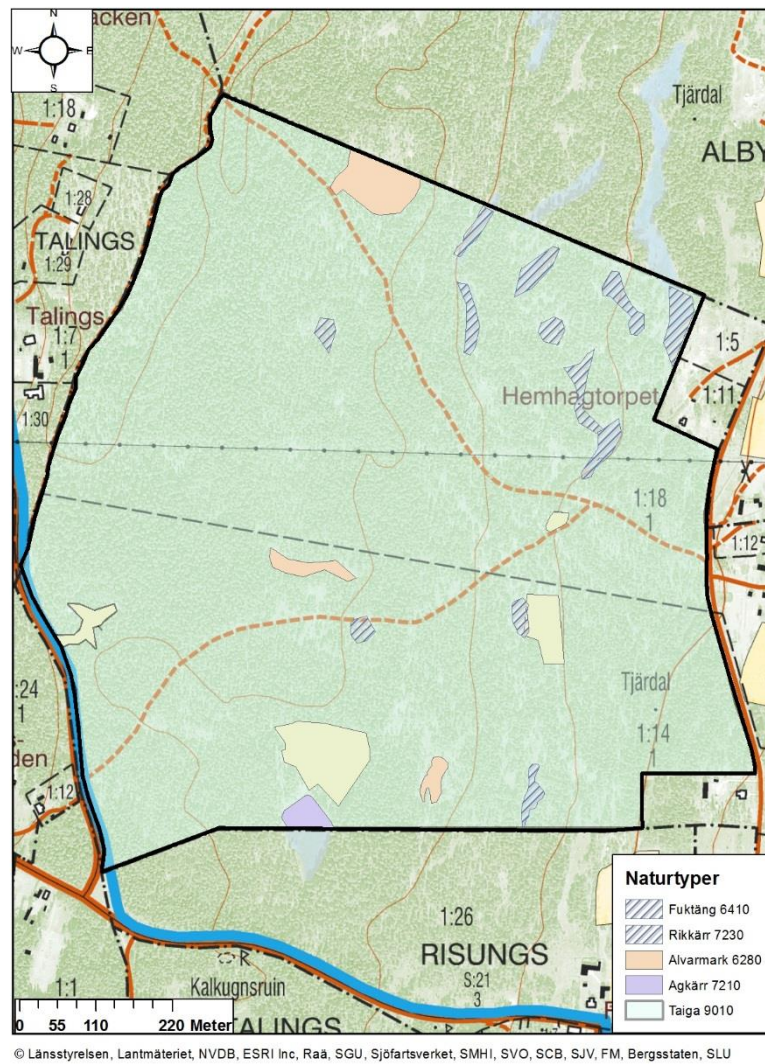 N
W E
S
acken
1:18
Tjärdal
ALBY
1:28
TALINGS
1:29
Talings
1:7
1
1:5
1:11
Hemhagtorpet
1:30
1:18
1
1:12
:24
1
Tjärdal
1:14
1
den
1:12
Naturtyper
Fuktäng 6410
Rikkärr 7230
Alvarmark 6280
Agkärr 7210
Taiga 9010
1:26
RISUNGS
R
S:21
3
Kalkugnsruin
1:1
TALINGS
0 55 110 220 Meter
© Länsstyrelsen, Lantmäteriet, NVDB, ESRI Inc, Raä, SGU, Sjöfartsverket, SMHI, SVO, SCB, SJV, FM, Bergsstaten, SLU